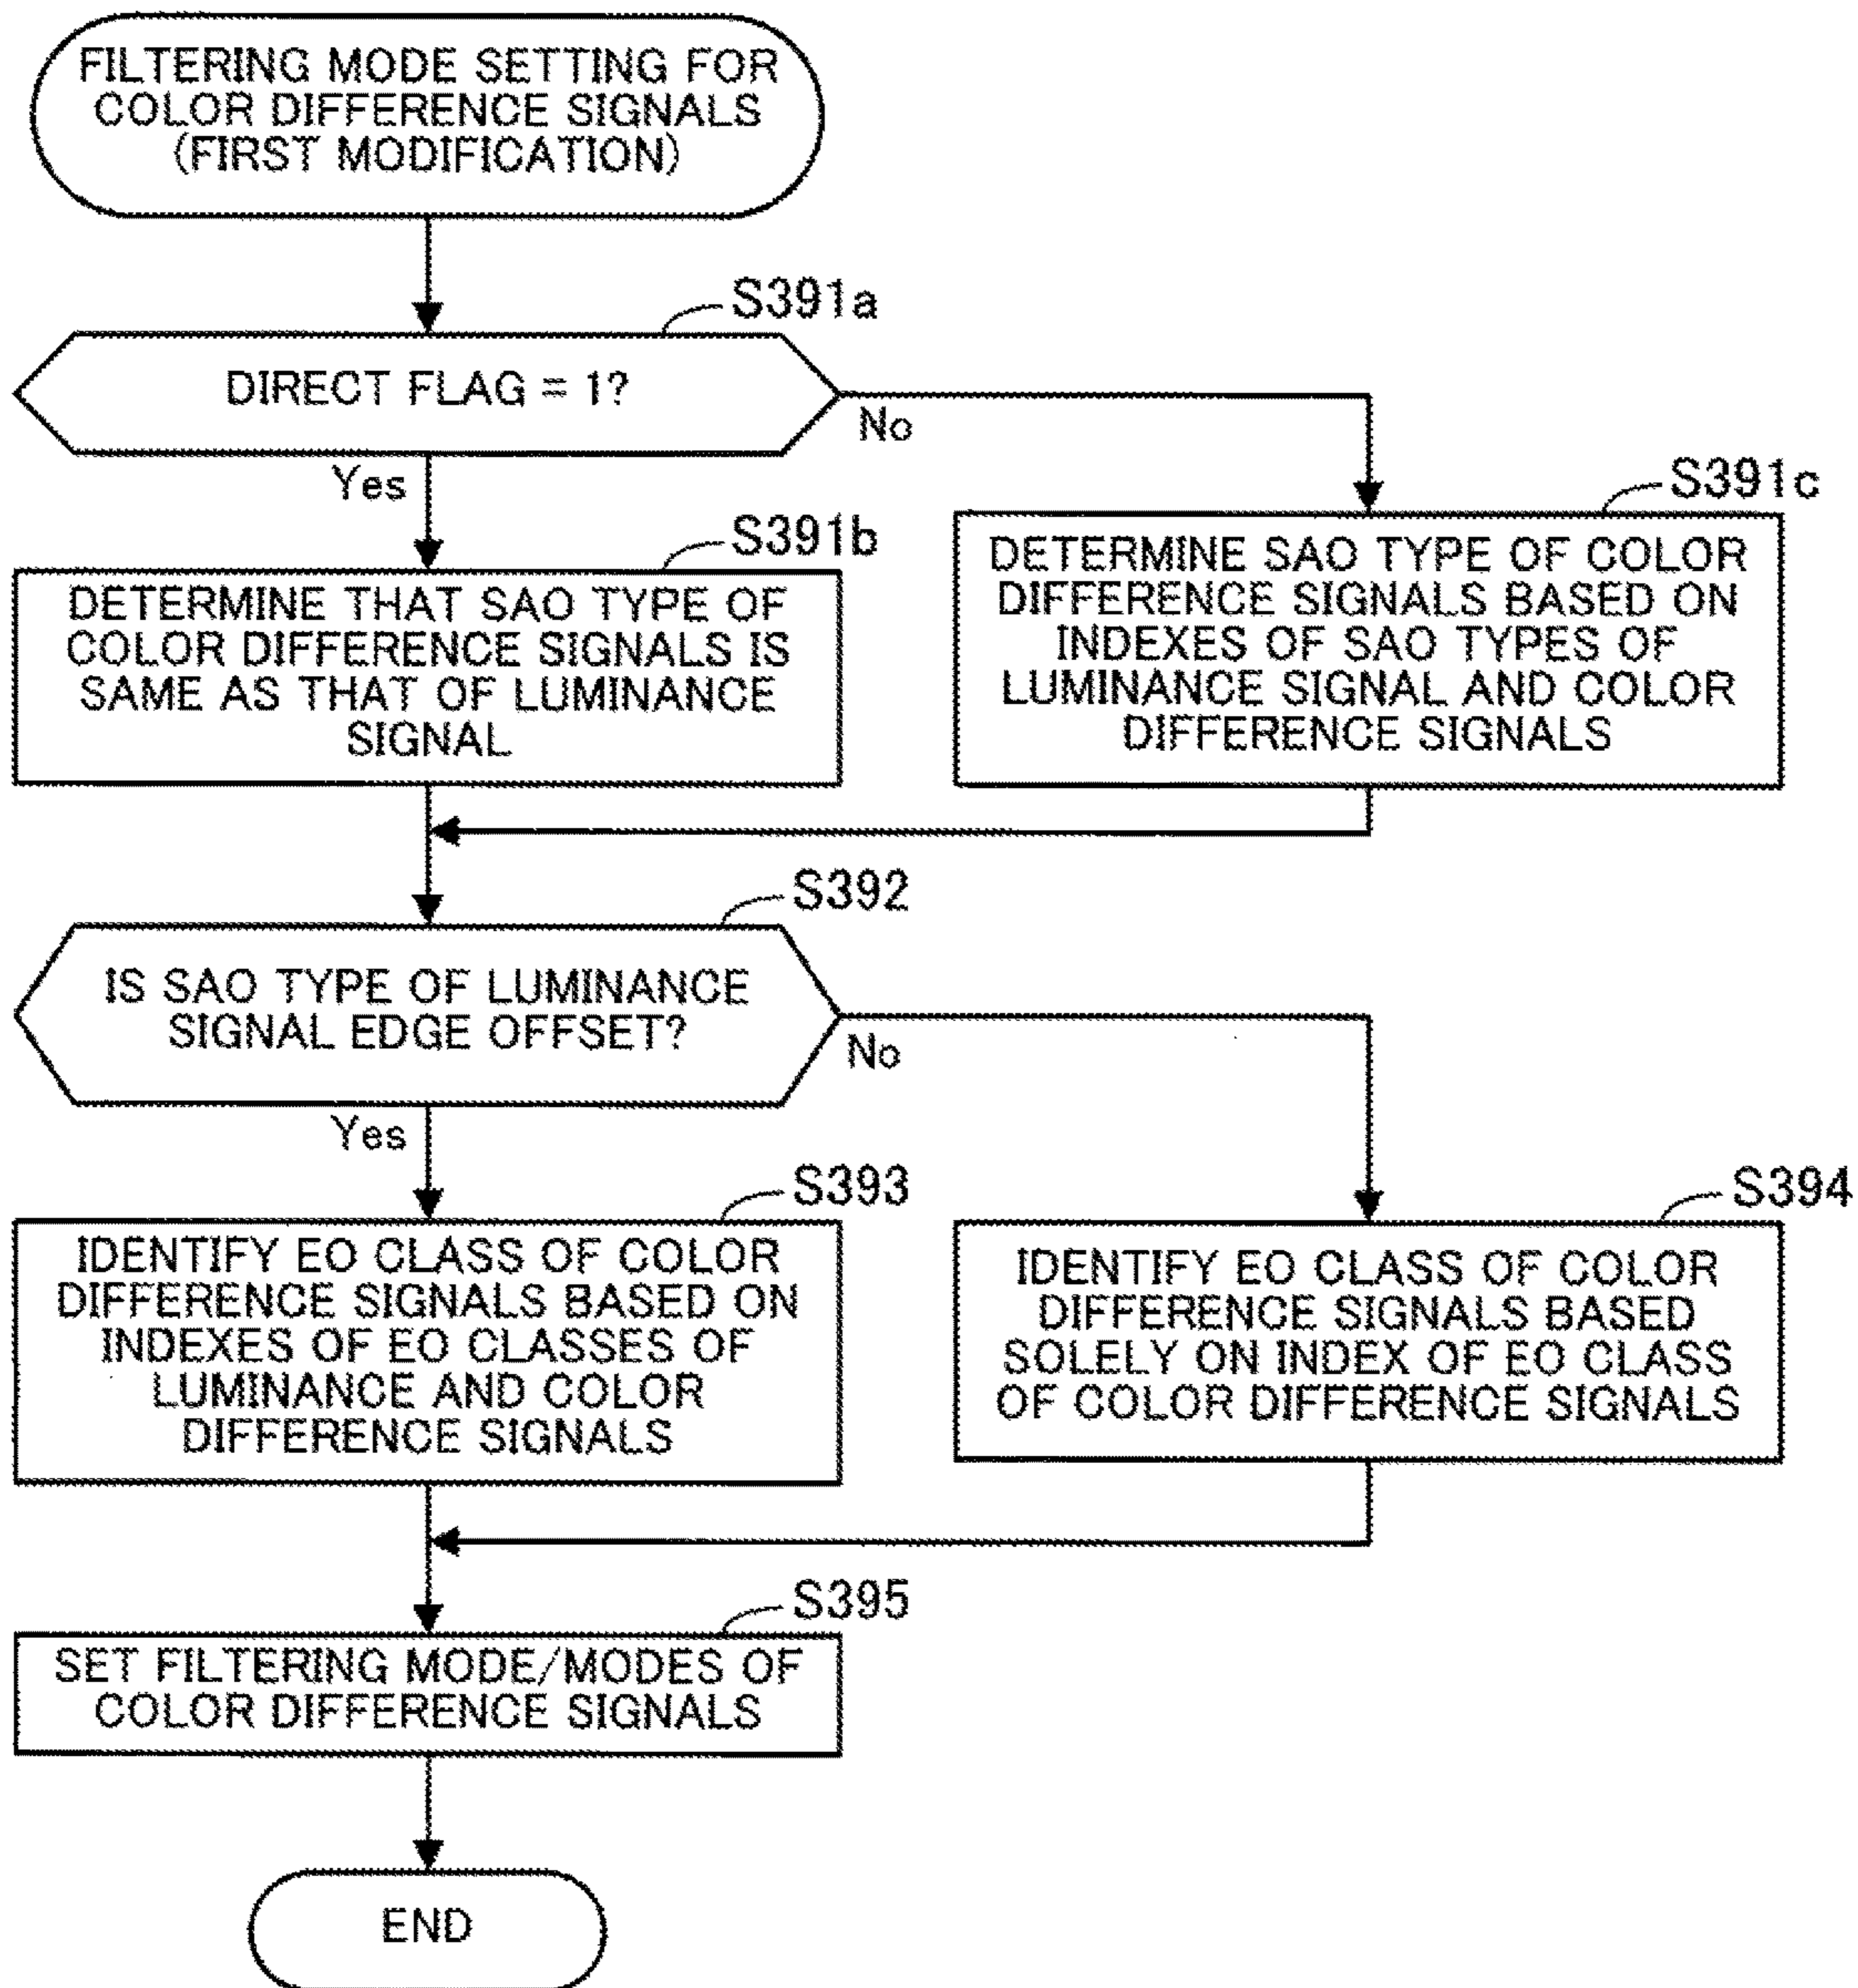 FILTERING MODE SETTING FOR
COLOR DIFFERENCE SIGNALS
(FIRST MODIFICATION)
S391a
DIRECT FLAG = 1?
No
Yes
S391b
DETERMINE THAT SAO TYPE OF
COLOR DIFFERENCE SIGNALS IS
SAME AS THAT OF LUMINANCE
SIGNAL
S391c
DETERMINE SAO TYPE OF COLOR
DIFFERENCE SIGNALS BASED ON
INDEXES OF SAO TYPES OF
LUMINANCE SIGNAL AND COLOR
DIFFERENCE SIGNALS
S392
IS SAO TYPE OF LUMINANCE
SIGNAL EDGE OFFSET?
No
Yes
S393
IDENTIFY EO CLASS OF COLOR
DIFFERENCE SIGNALS BASED ON
INDEXES OF EO CLASSES OF
LUMINANCE AND COLOR
DIFFERENCE SIGNALS
S394
IDENTIFY EO CLASS OF COLOR
DIFFERENCE SIGNALS BASED
SOLELY ON INDEX OF EO CLASS
OF COLOR DIFFERENCE SIGNALS
S395
SET FILTERING MODE/MODES OF
COLOR DIFFERENCE SIGNALS
END